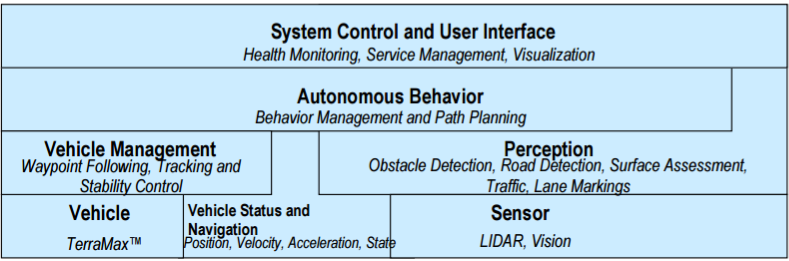 System Control and User Interface
Health Monitoring, Service Management, Visualization
Autonomous Behavior
Behavior Management and Path Planning
Vehicle Management
Waypoint Following, Tracking and
Stability Control
Perception
Obstacle Detection, Road Detection, Surface Assessment,
Traffic, Lane Markings
Vehicle
TerraMax™
Vehicle Status and
Navigation
Position, Velocity, Acceleration, State
Sensor
LIDAR, Vision